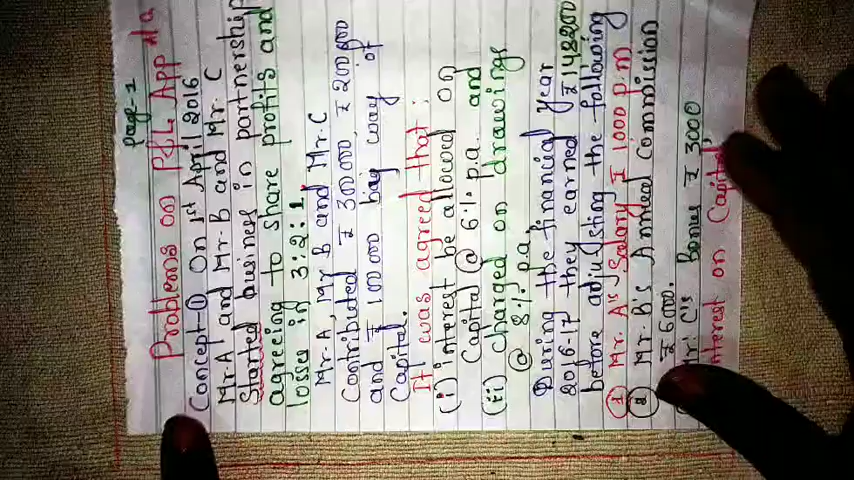 page-1
Problems on P&L App
Concept-① On 1st April 2016
Mr-A and Mr-B and Mr. C
Started business in partnership
agreeing to share profits and
losses in 3:2:1.
Mr-A, Mr B and Mr. C
Contributed ₹ 300000, ₹ 200000
and ₹ 100000 way of
Capital.
It was agreed that:
(i) interest be allowed on
Capital @ 6% p.a. and
(ii) charged on drawings
@ 8% p.a,
During the financial year
2016-17 they earned ₹148200
before adjusting the following
① Mr. A's Salary ₹ 1000 p.m
② Mr. B's Annual Commission
₹ 6000.
Mr. C's Bonus ₹ 3000
interest on Capital,